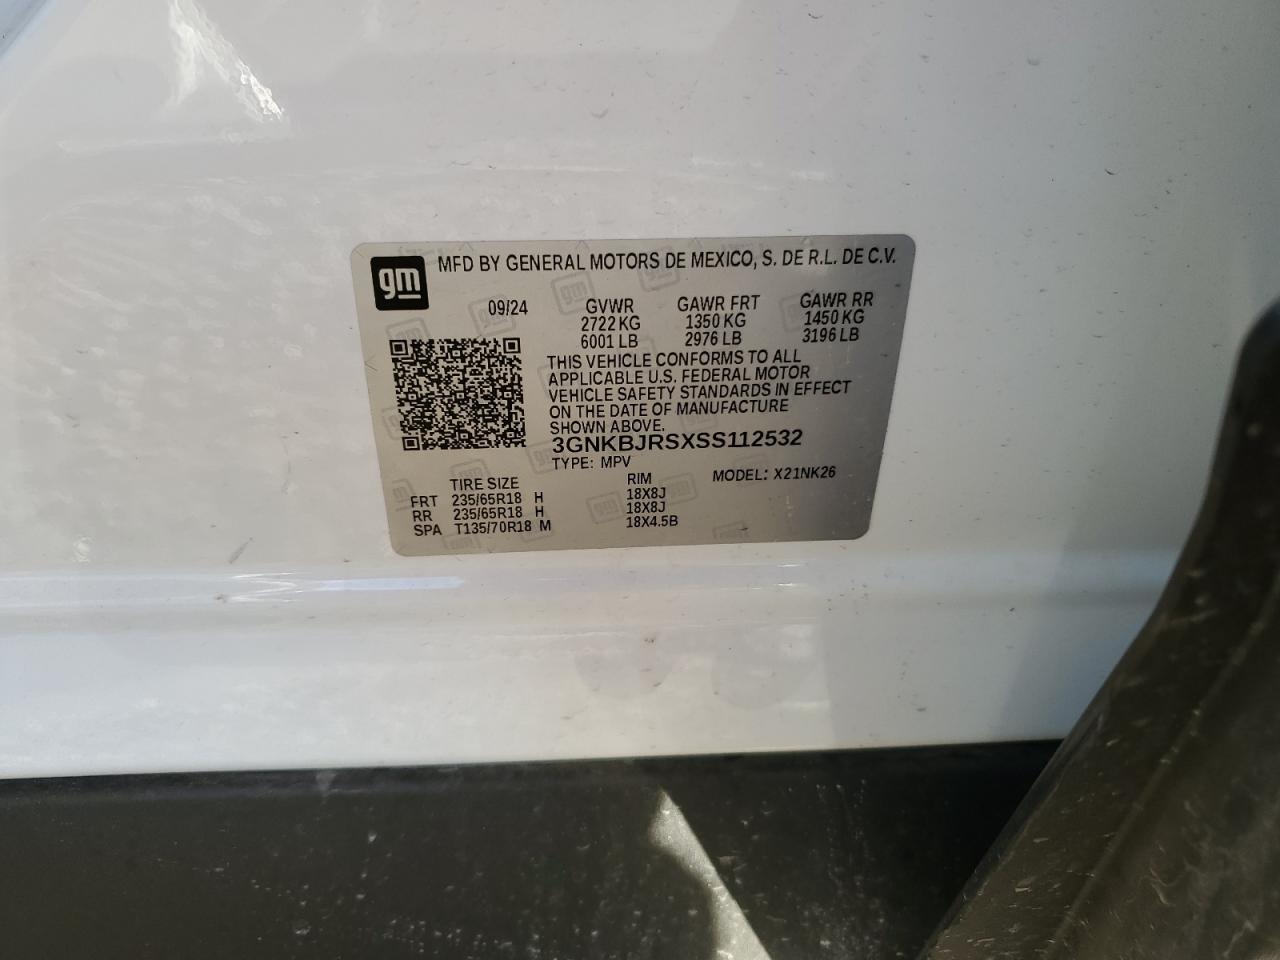 gm MFD BY GENERAL MOTORS DE MEXICO, S. DE R.L. DE C.V.
09/24 GVWR GAWR FRT GAWR RR
2722 KG 1350 KG 1450 KG
6001 LB 2976 LB 3196 LB
THIS VEHICLE CONFORMS TO ALL
APPLICABLE U.S. FEDERAL MOTOR
VEHICLE SAFETY STANDARDS IN EFFECT
ON THE DATE OF MANUFACTURE
SHOWN ABOVE.
3GNKBJRSXSS112532
TYPE: MPV MODEL: X21NK26
TIRE SIZE RIM
FRT 235/65R18 H 18X8J
RR 235/65R18 H 18X8J
SPA T135/70R18 M 18X4.5B